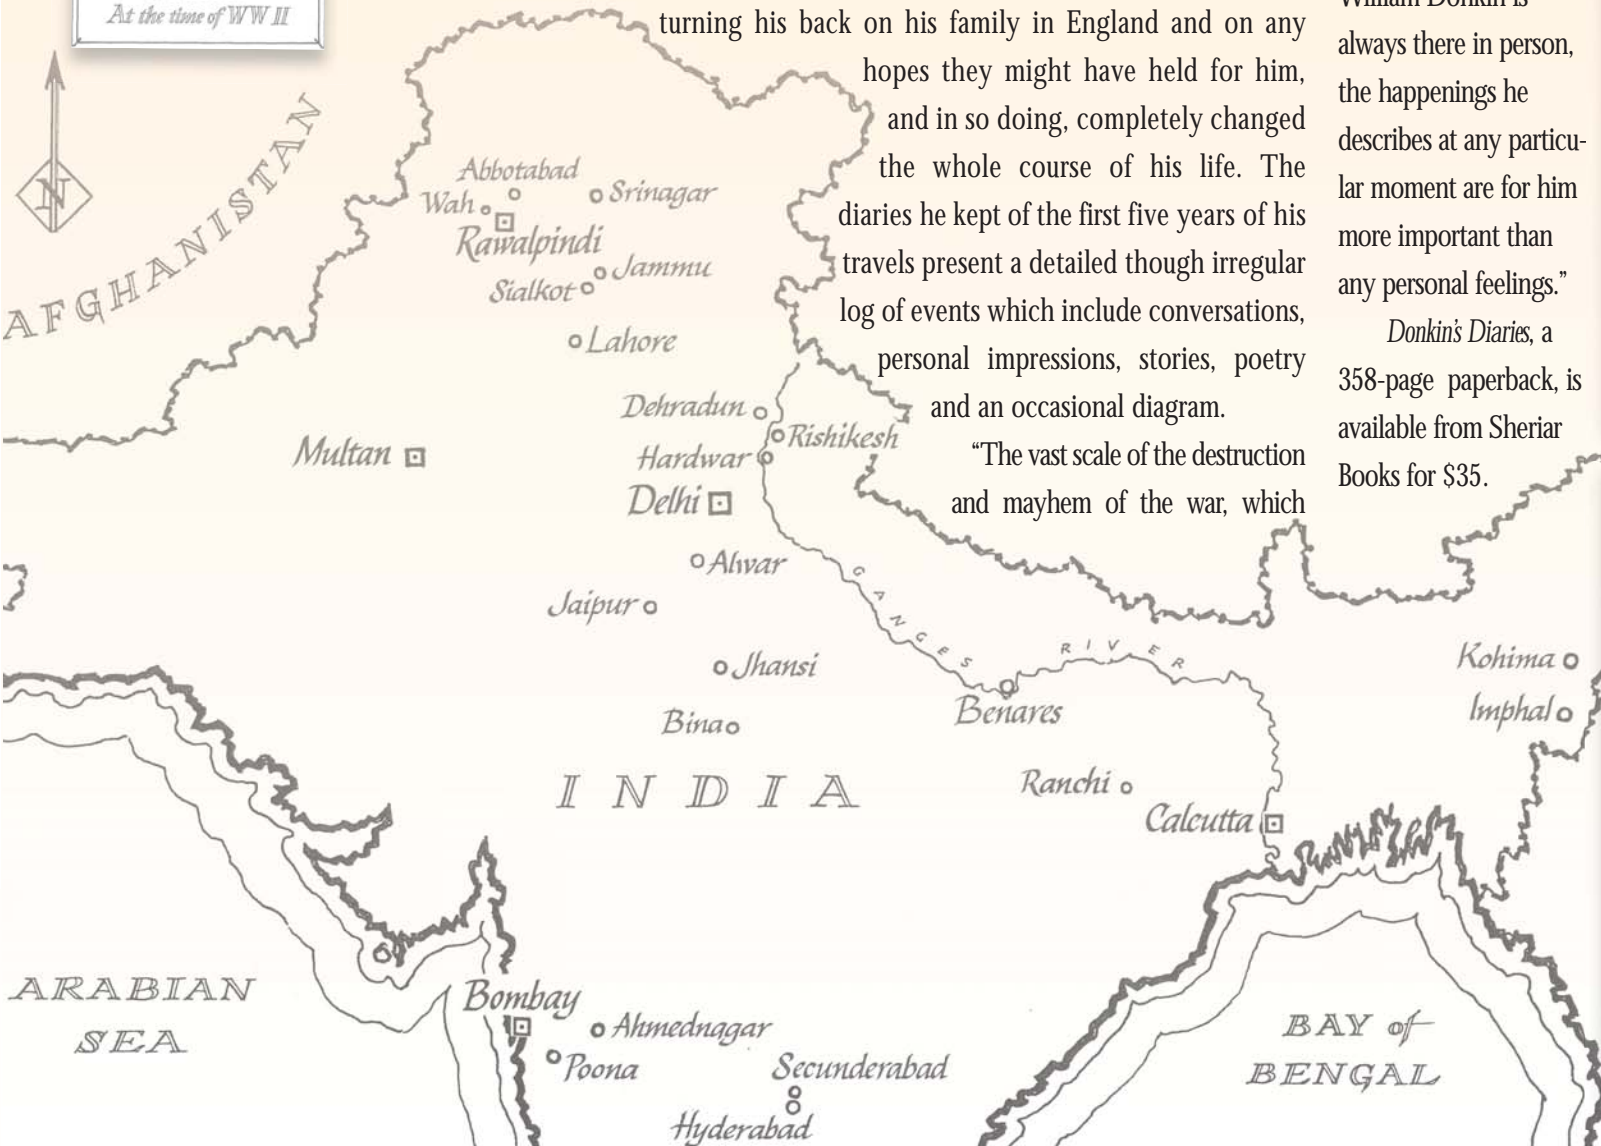 At the time of WW II
turning his back on his family in England and on any
hopes they might have held for him,
and in so doing, completely changed
the whole course of his life. The
diaries he kept of the first five years of his
travels present a detailed though irregular
log of events which include conversations,
personal impressions, stories, poetry
and an occasional diagram.
“The vast scale of the destruction
and mayhem of the war, which
William Donkin is
always there in person,
the happenings he
describes at any particu-
lar moment are for him
more important than
any personal feelings.”
Donkin's Diaries, a
358-page paperback, is
available from Sheriar
Books for $35.
N
AFGHANISTAN
Abbotabad
Wah
Srinagar
Rawalpindi
Jammu
Sialkot
Lahore
Dehradun
Rishikesh
Multan
Hardwar
Delhi
Alwar
GANGES RIVER
Jaipur
Jhansi
Kohima
Benares
Imphal
Bina
INDIA
Ranchi
Calcutta
ARABIAN
SEA
Bombay
Ahmednagar
Poona
Secunderabad
Hyderabad
BAY of
BENGAL